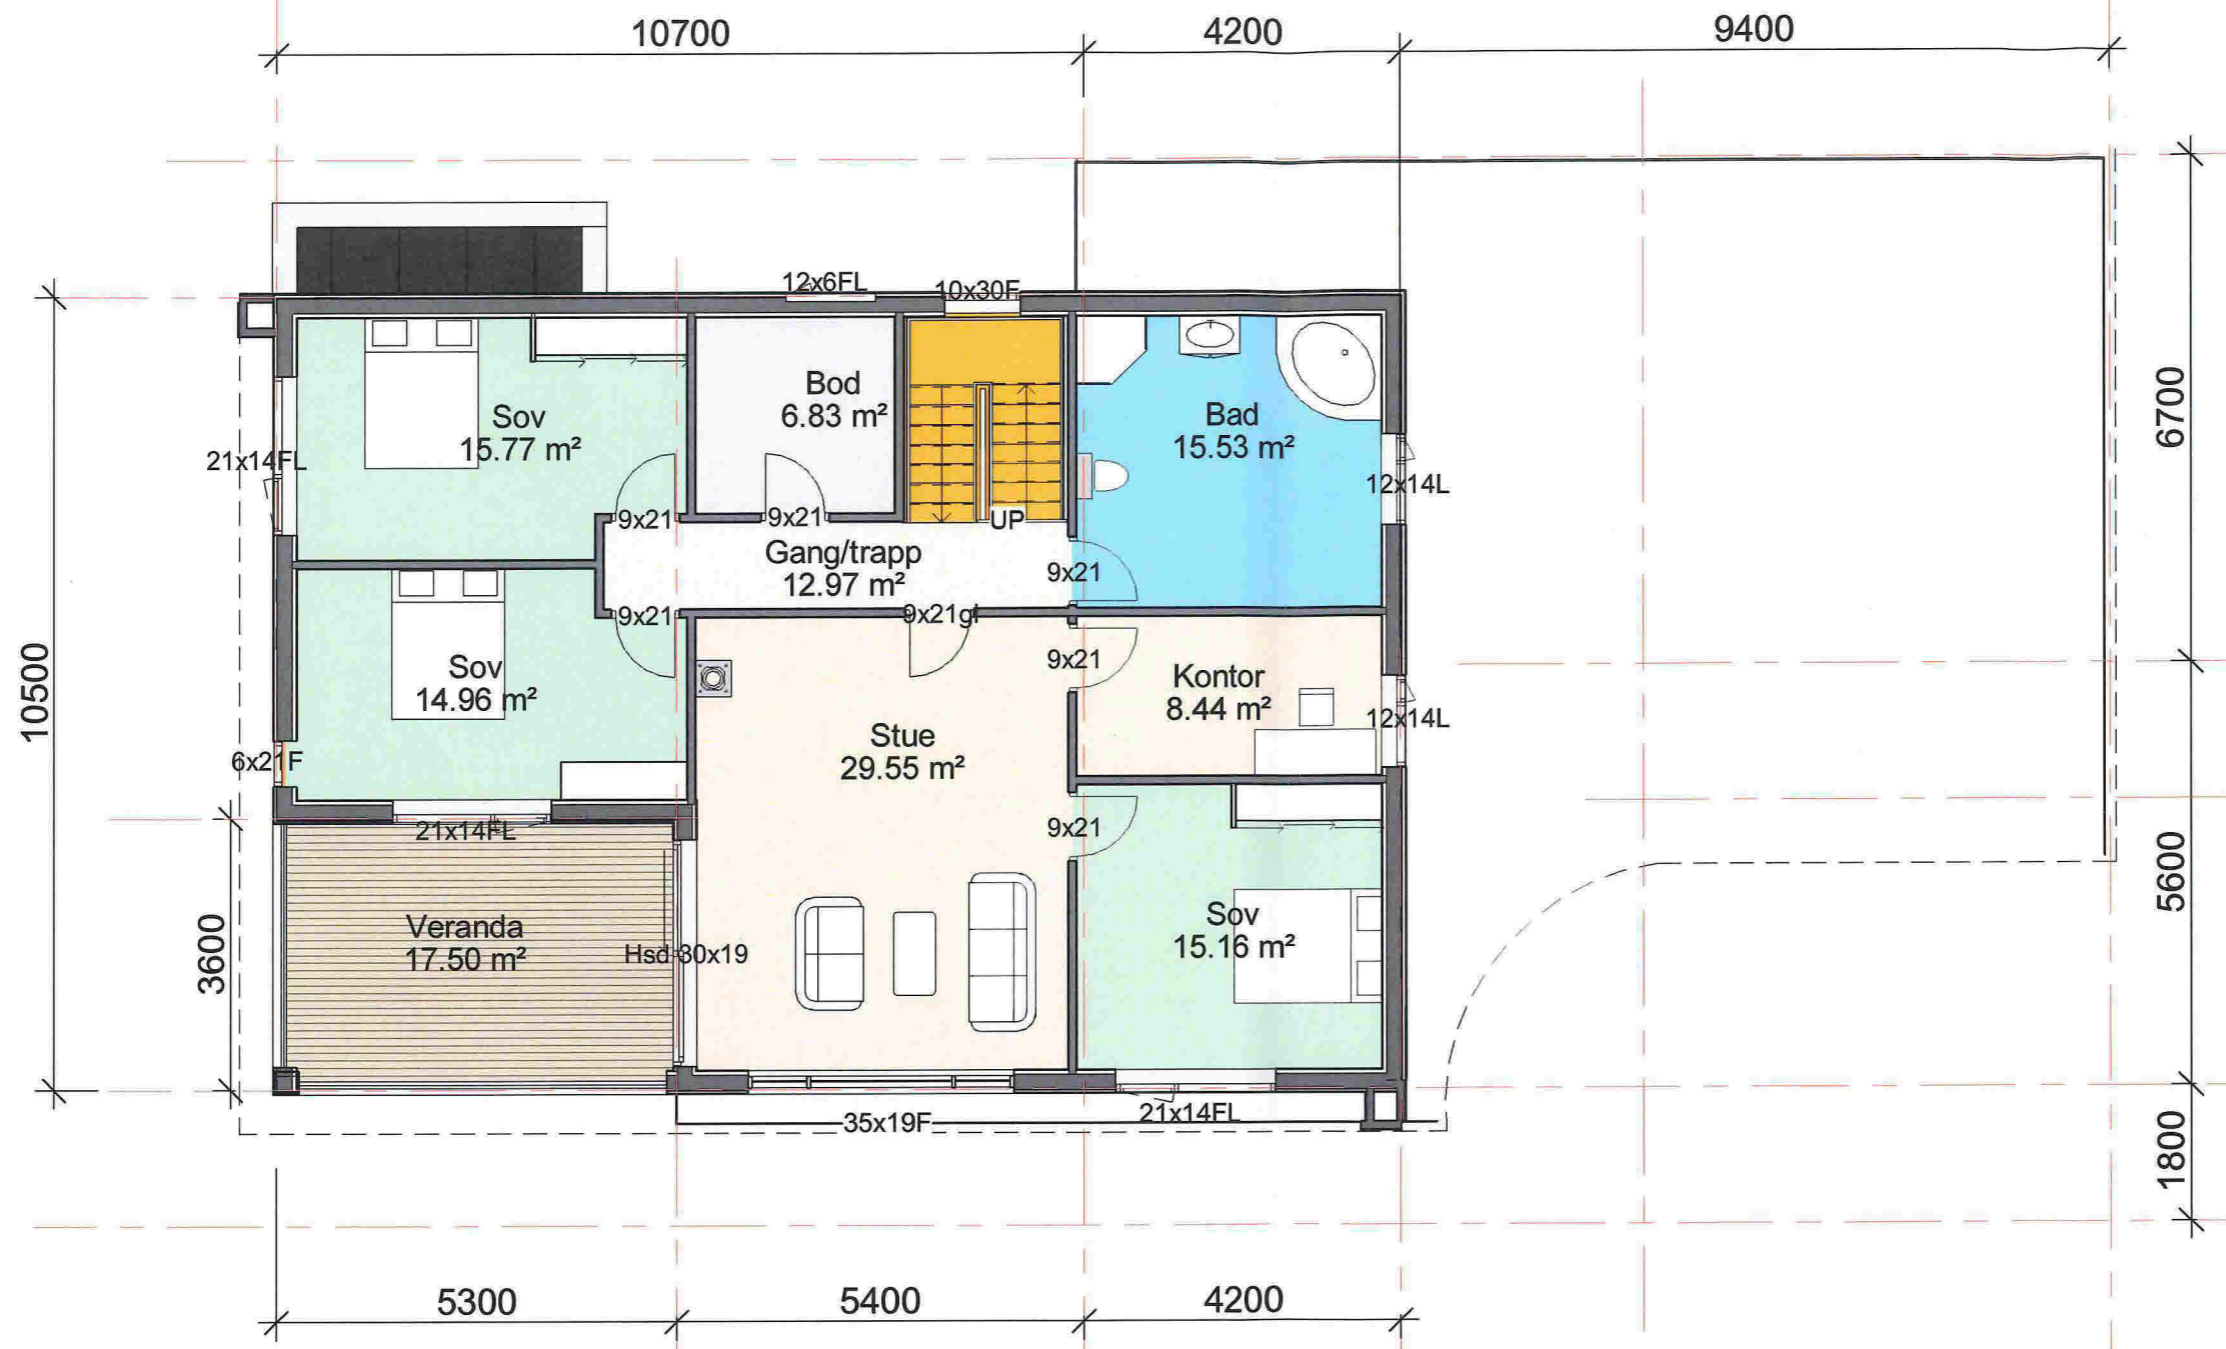 10700
4200
9400
12x6FL
10x30F
Bod
6.83 m²
Sov
15.77 m²
Bad
15.53 m²
6700
21x14FL
12x14L
9x21
9x21
UP
Gang/trapp
12.97 m²
9x21
9x21
9x21gl
10500
Sov
14.96 m²
9x21
Kontor
8.44 m²
12x14L
Stue
29.55 m²
6x21F
21x14FL
9x21
5600
Veranda
17.50 m²
3600
Hsd 30x19
Sov
15.16 m²
35x19F
21x14FL
1800
5300
5400
4200